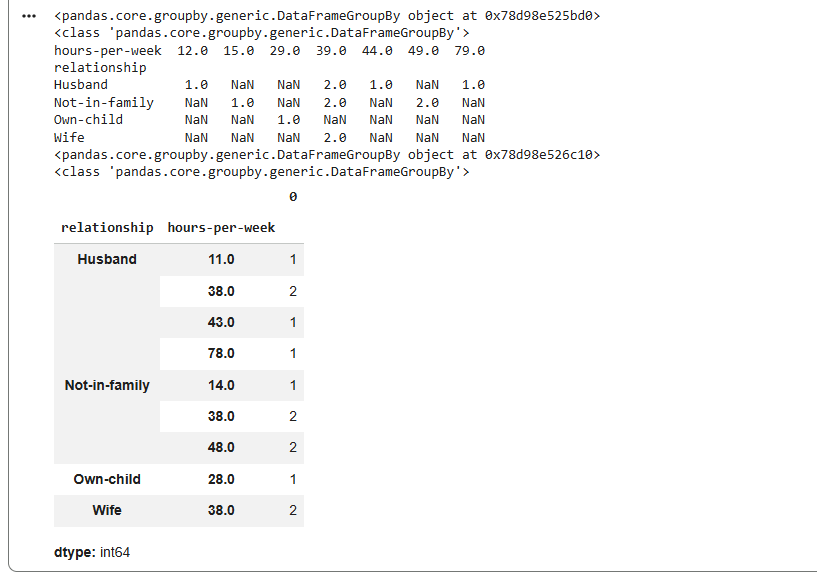 ••• <pandas.core.groupby.generic.DataFrameGroupBy object at 0x78d98e525bd0>
<class 'pandas.core.groupby.generic.DataFrameGroupBy'>
hours-per-week 12.0 15.0 29.0 39.0 44.0 49.0 79.0
relationship
Husband 1.0 NaN NaN 2.0 1.0 NaN 1.0
Not-in-family NaN 1.0 NaN 2.0 NaN 2.0 NaN
Own-child NaN NaN 1.0 NaN NaN NaN NaN
Wife NaN NaN NaN 2.0 NaN NaN NaN
<pandas.core.groupby.generic.DataFrameGroupBy object at 0x78d98e526c10>
<class 'pandas.core.groupby.generic.DataFrameGroupBy'>
0
relationship hours-per-week
Husband 11.0 1
38.0 2
43.0 1
78.0 1
Not-in-family 14.0 1
38.0 2
48.0 2
Own-child 28.0 1
Wife 38.0 2
dtype: int64